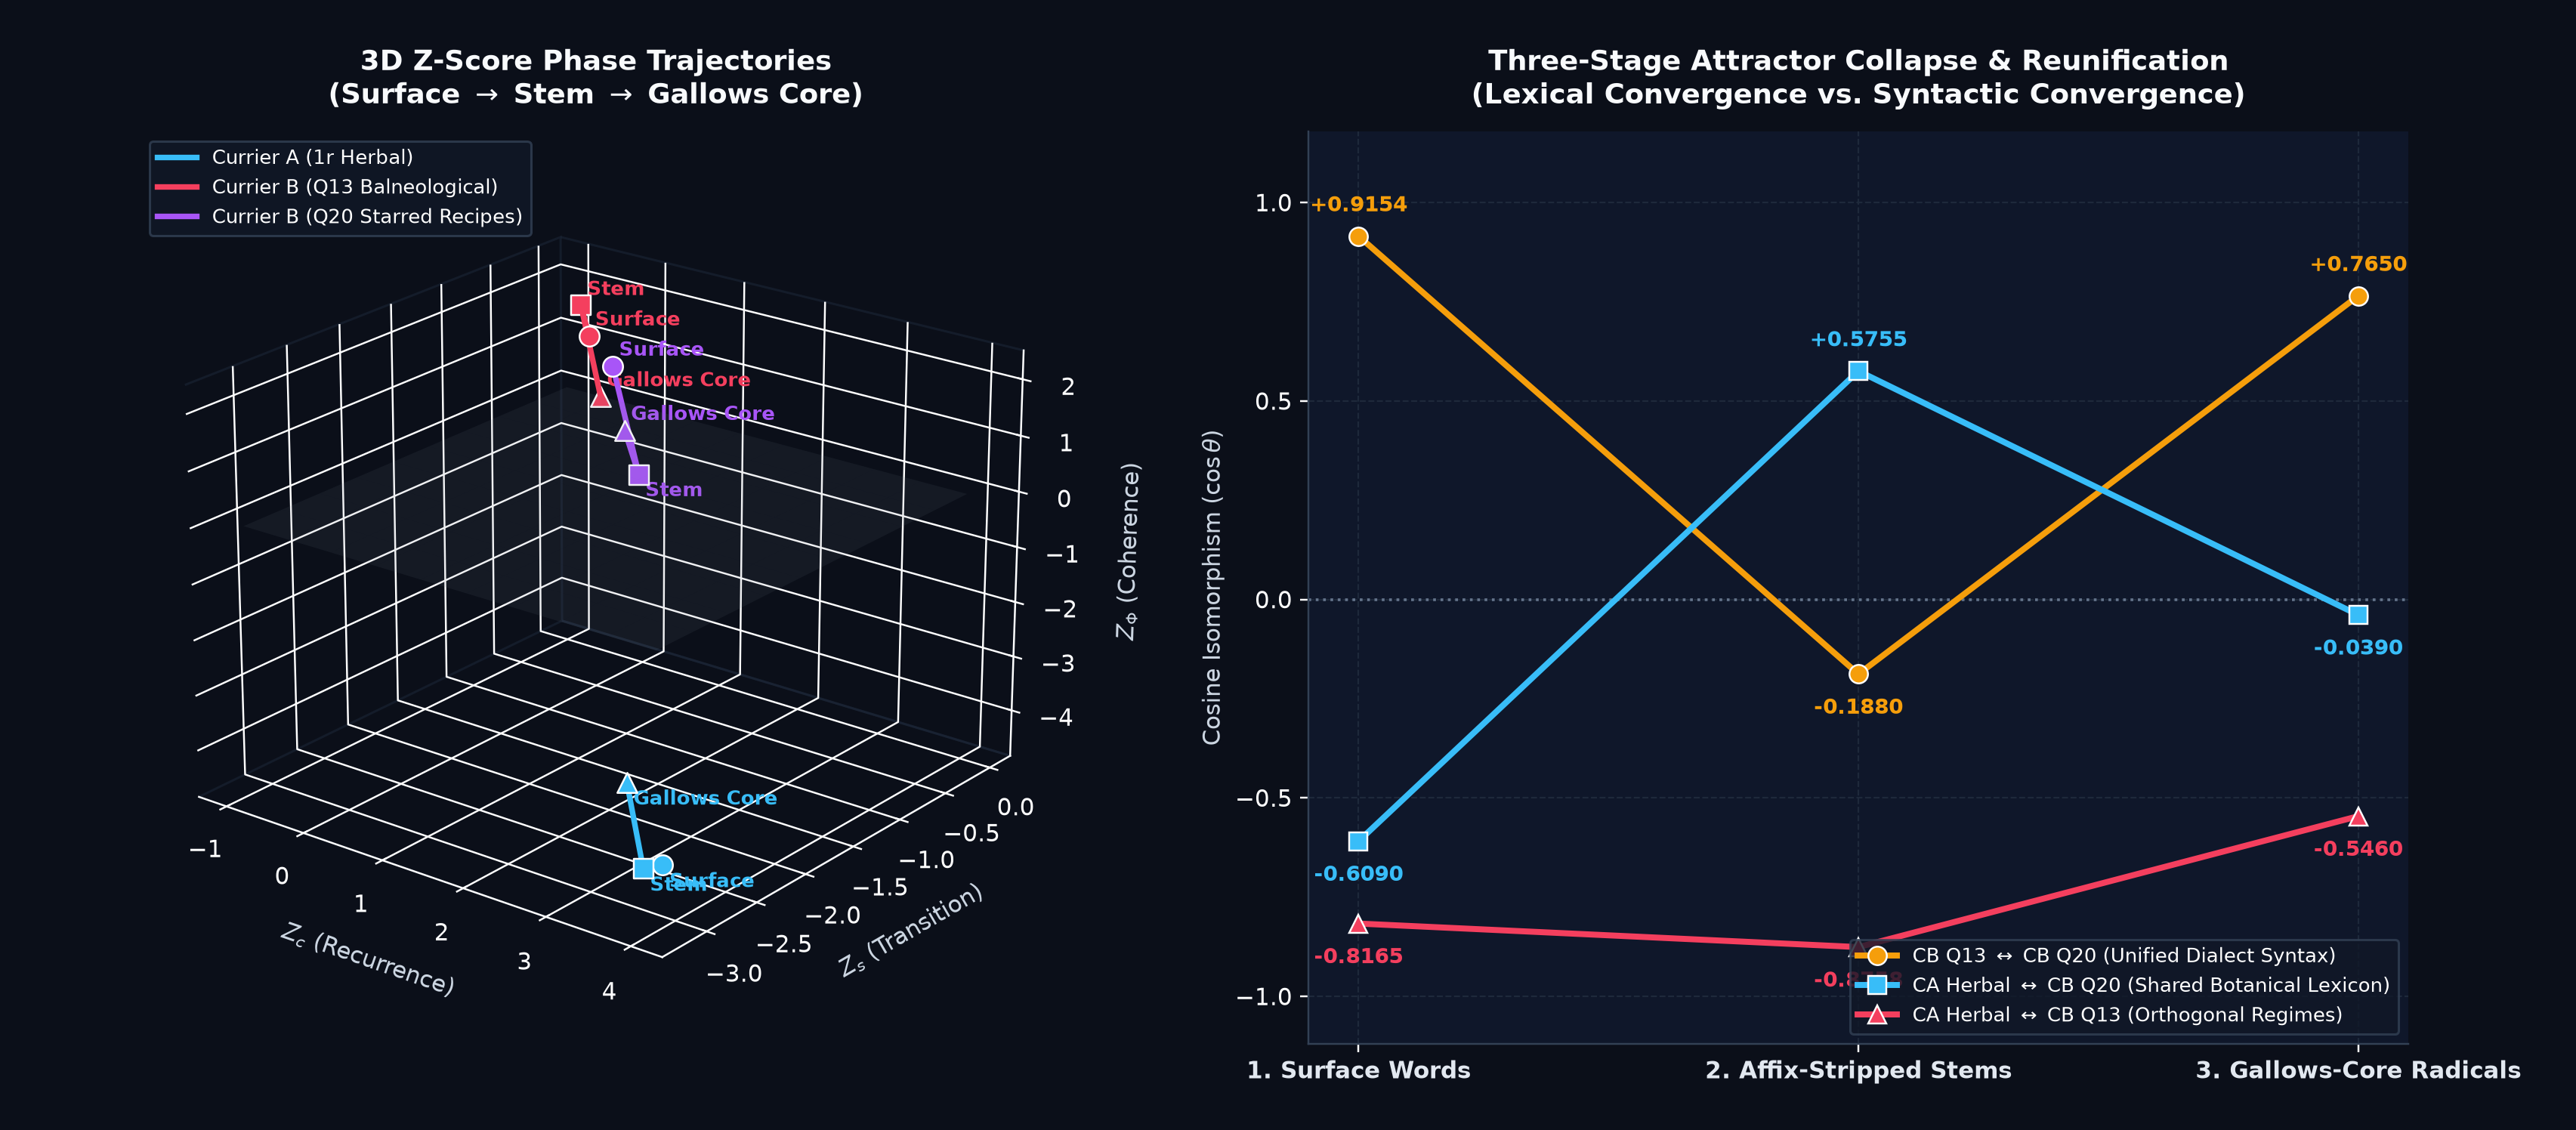 3D Z-Score Phase Trajectories
(Surface → Stem → Gallows Core)
Currier A (1r Herbal)
Currier B (Q13 Balneological)
Currier B (Q20 Starred Recipes)
Stem
Surface
Surface
Gallows Core
Gallows Core
Stem
Gallows Core
Stem
Surface
2
1
0
−1
−2
−3
−4
Z_Φ (Coherence)
−1
0
1
2
3
4
Z_c (Recurrence)
0.0
−0.5
−1.0
−1.5
−2.0
−2.5
−3.0
Z_s (Transition)
Three-Stage Attractor Collapse & Reunification
(Lexical Convergence vs. Syntactic Convergence)
Cosine Isomorphism (cos θ)
1.0
0.5
0.0
−0.5
−1.0
+0.9154
+0.7650
+0.5755
-0.1880
-0.0390
-0.6090
-0.8165
-0.5460
CB Q13 ↔ CB Q20 (Unified Dialect Syntax)
CA Herbal ↔ CB Q20 (Shared Botanical Lexicon)
CA Herbal ↔ CB Q13 (Orthogonal Regimes)
1. Surface Words
2. Affix-Stripped Stems
3. Gallows-Core Radicals